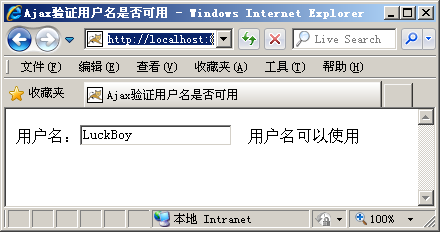 Ajax验证用户名是否可用 - Windows Internet Explorer
http://localhost:
Live Search
文件(F) 编辑(E) 查看(V) 收藏夹(A) 工具(T) 帮助(H)
收藏夹 Ajax验证用户名是否可用
用户名: LuckBoy 用户名可以使用
本地 Intranet 100%